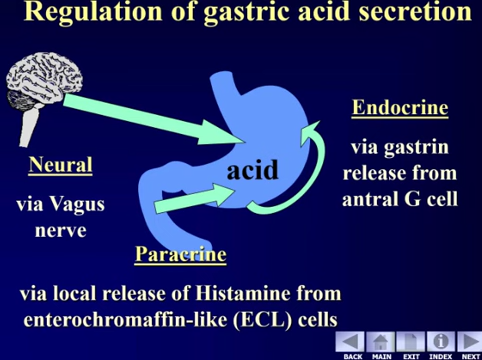 Regulation of gastric acid secretion
Endocrine
via gastrin
release from
antral G cell
Neural
via Vagus
nerve
acid
Paracrine
via local release of Histamine from
enterochromaffin-like (ECL) cells
BACK MAIN EXIT INDEX NEXT